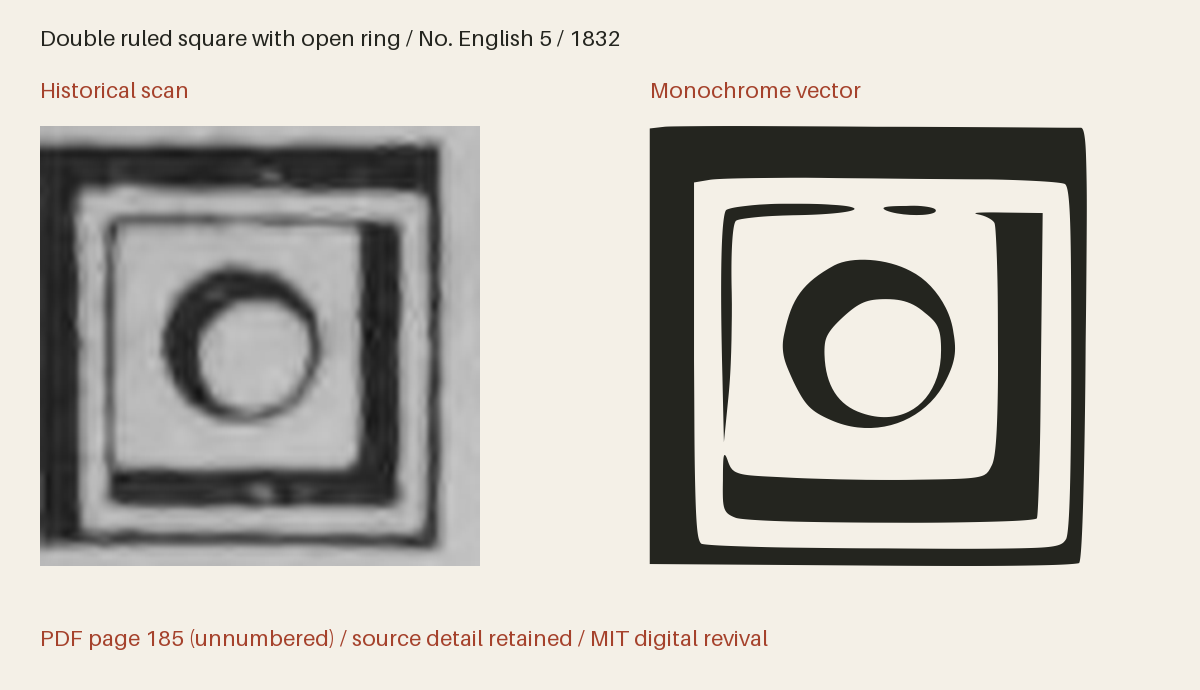 Double ruled square with open ring / No. English 5 / 1832
Historical scan
Monochrome vector
PDF page 185 (unnumbered) / source detail retained / MIT digital revival